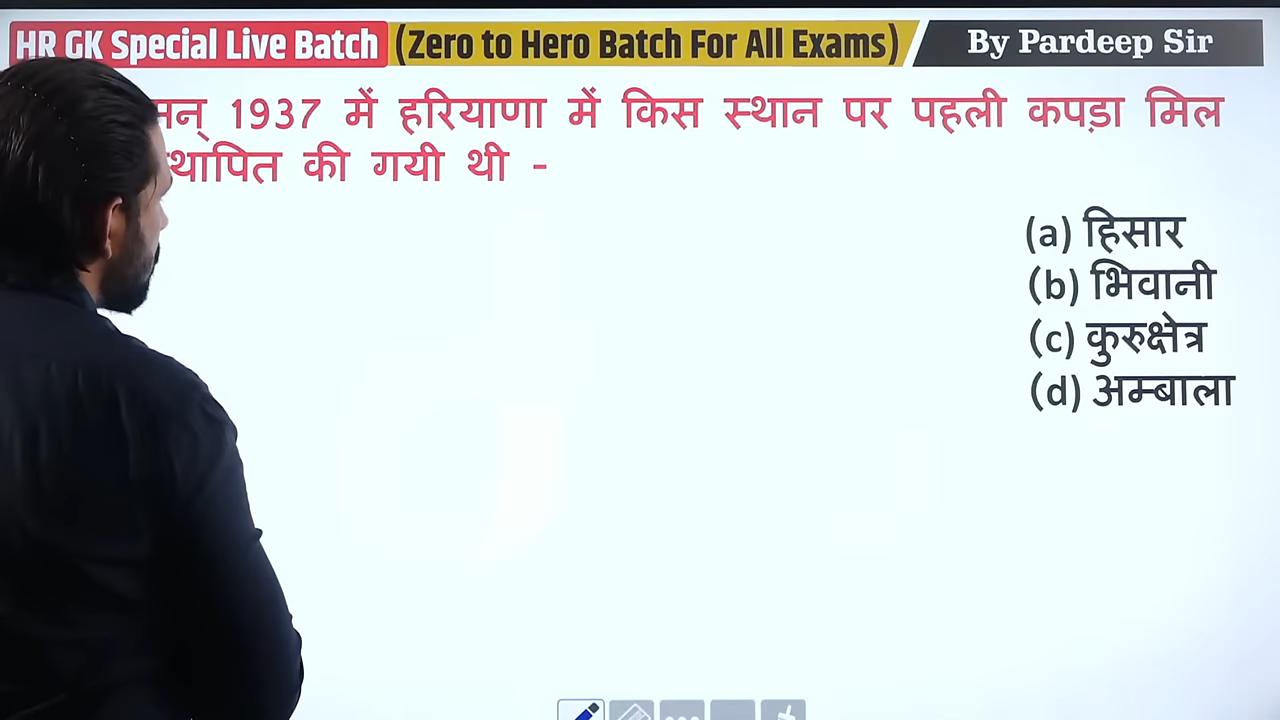 HR GK Special Live Batch (Zero to Hero Batch For All Exams) By Pardeep Sir
सन् 1937 में हरियाणा में किस स्थान पर पहली कपड़ा मिल
की गयी थी -
(a) हिसार
(b) भिवानी
(c) कुरुक्षेत्र
(d) अम्बाला